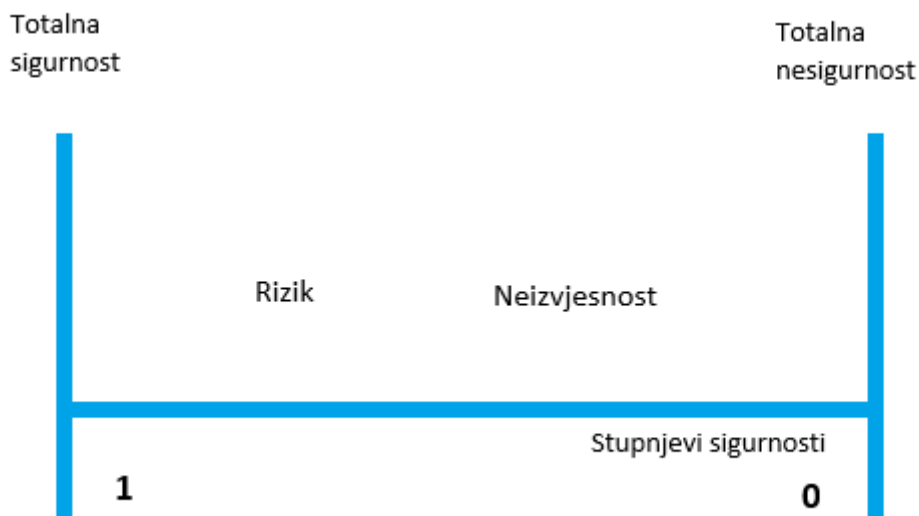 Totalna
sigurnost
Totalna
nesigurnost
Rizik
Neizvjesnost
Stupnjevi sigurnosti
1
0